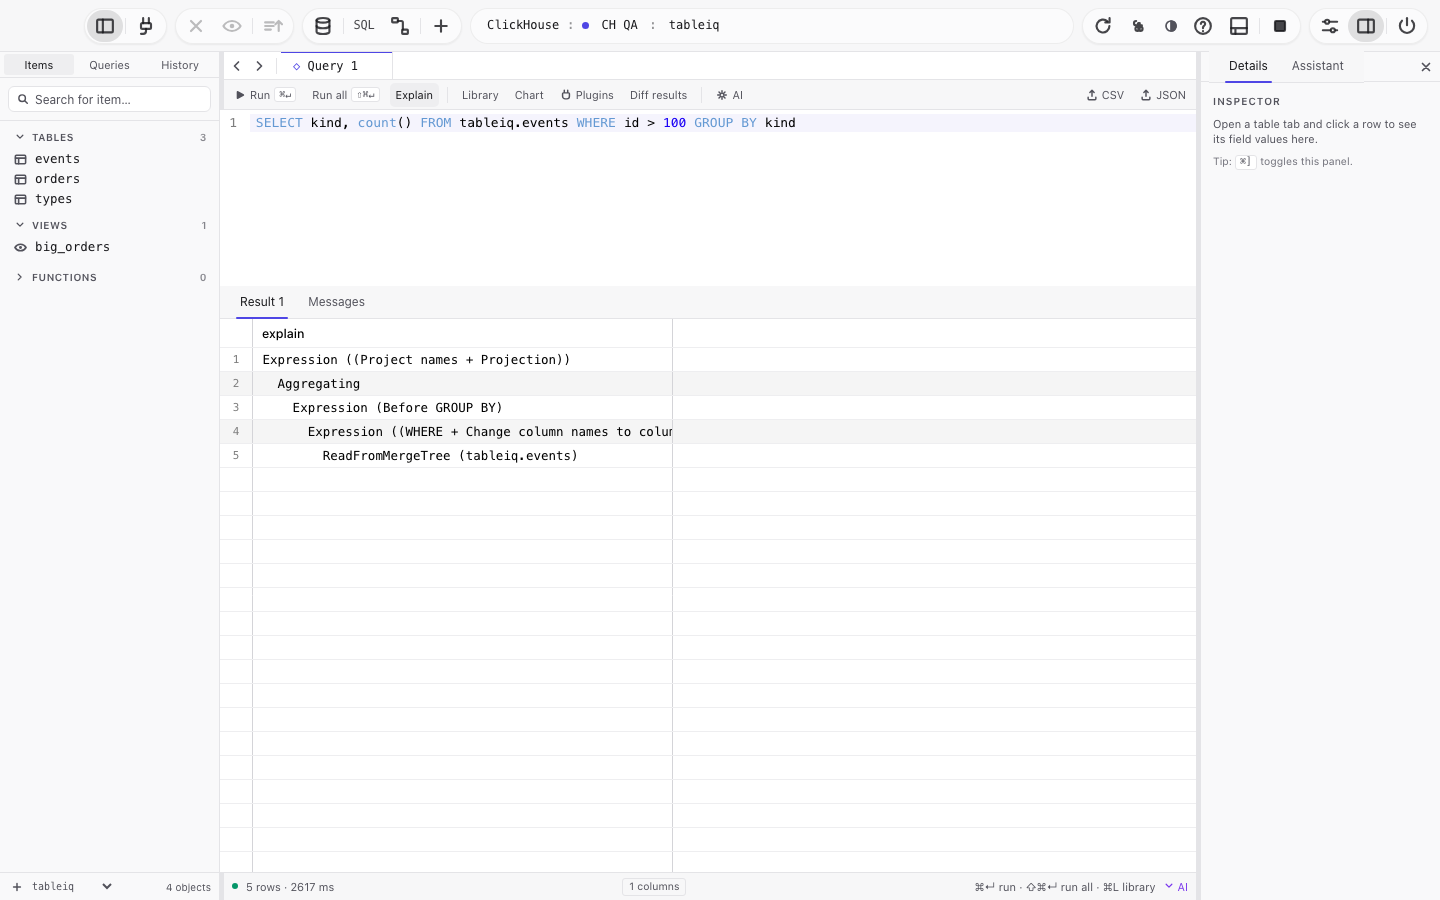 SQL
ClickHouse : CH QA : tableiq
Items Queries History
Search for item...
TABLES 3
events
orders
types
VIEWS 1
big_orders
FUNCTIONS 0
+ tableiq
4 objects
Query 1
Run ⌘↵ Run all ⇧⌘↵ Explain Library Chart Plugins Diff results AI CSV JSON
1 SELECT kind, count() FROM tableiq.events WHERE id > 100 GROUP BY kind
Result 1 Messages
explain
1 Expression ((Project names + Projection))
2 Aggregating
3 Expression (Before GROUP BY)
4 Expression ((WHERE + Change column names to colum
5 ReadFromMergeTree (tableiq.events)
5 rows · 2617 ms
1 columns
⌘↵ run · ⇧⌘↵ run all · ⌘L library
AI
Details Assistant
INSPECTOR
Open a table tab and click a row to see
its field values here.
Tip: ⌘] toggles this panel.